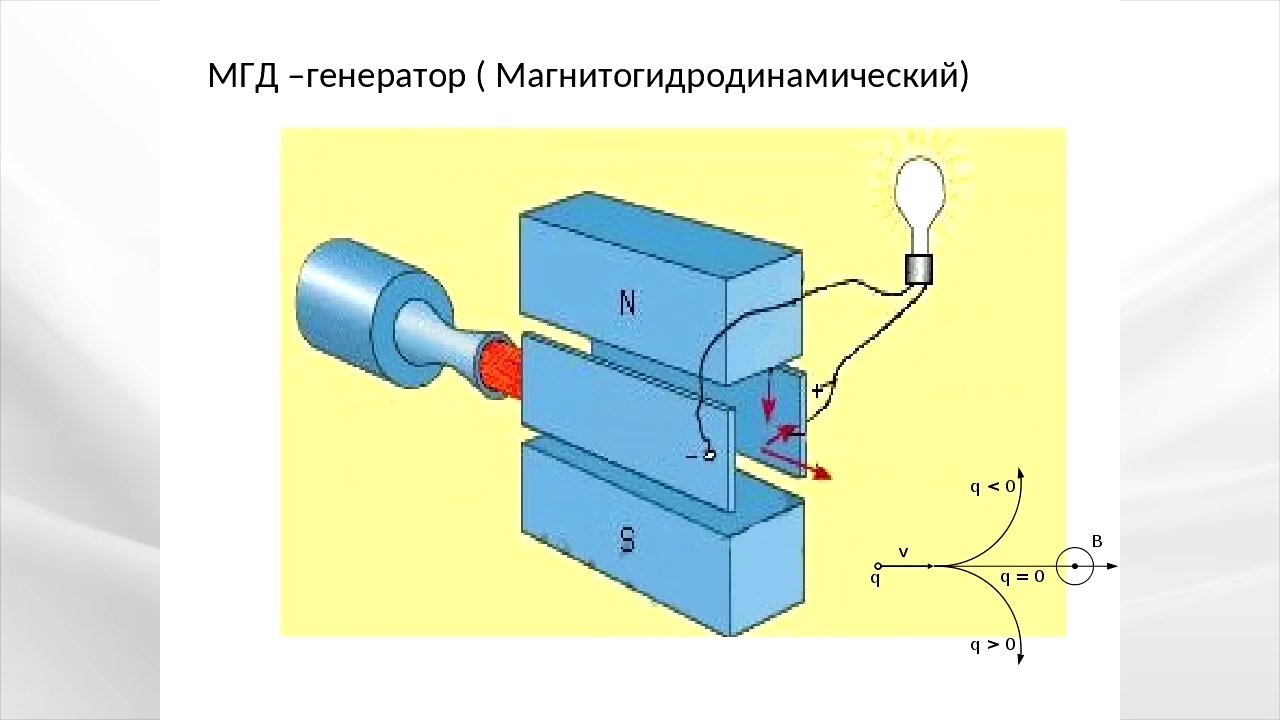 МГД –генератор ( Магнитогидродинамический)
N
+
–
q < 0
S
B
v
q
q = 0
q > 0